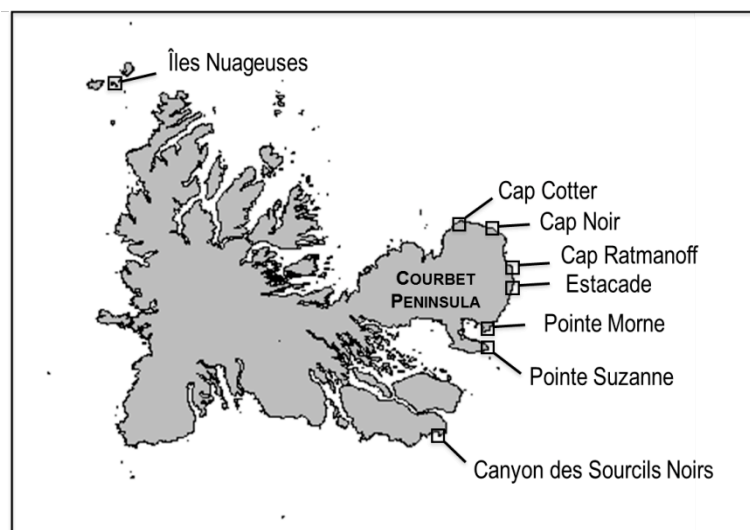 Îles Nuageuses
Cap Cotter
Cap Noir
Cap Ratmanoff
COURBET
PENINSULA
Estacade
Pointe Morne
Pointe Suzanne
Canyon des Sourcils Noirs